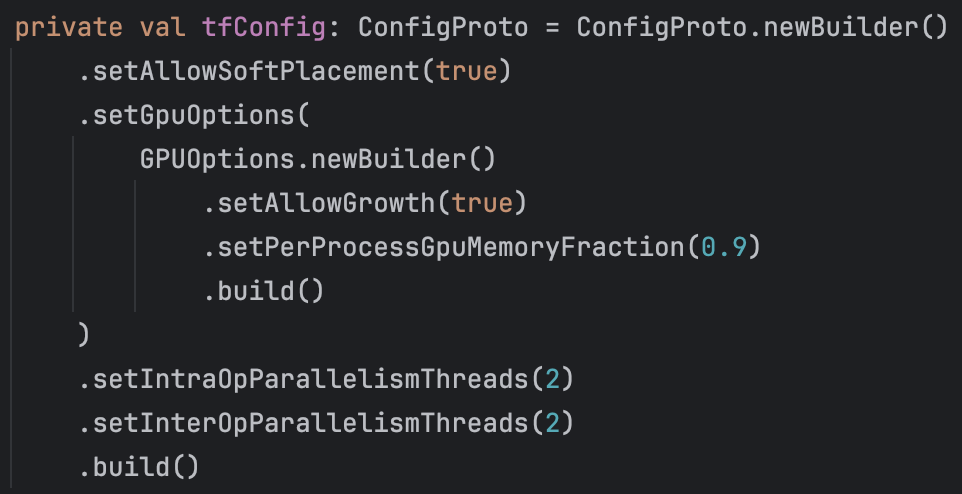 private val tfConfig: ConfigProto = ConfigProto.newBuilder()
    .setAllowSoftPlacement(true)
    .setGpuOptions(
        GPUOptions.newBuilder()
            .setAllowGrowth(true)
            .setPerProcessGpuMemoryFraction(0.9)
            .build()
    )
    .setIntraOpParallelismThreads(2)
    .setInterOpParallelismThreads(2)
    .build()